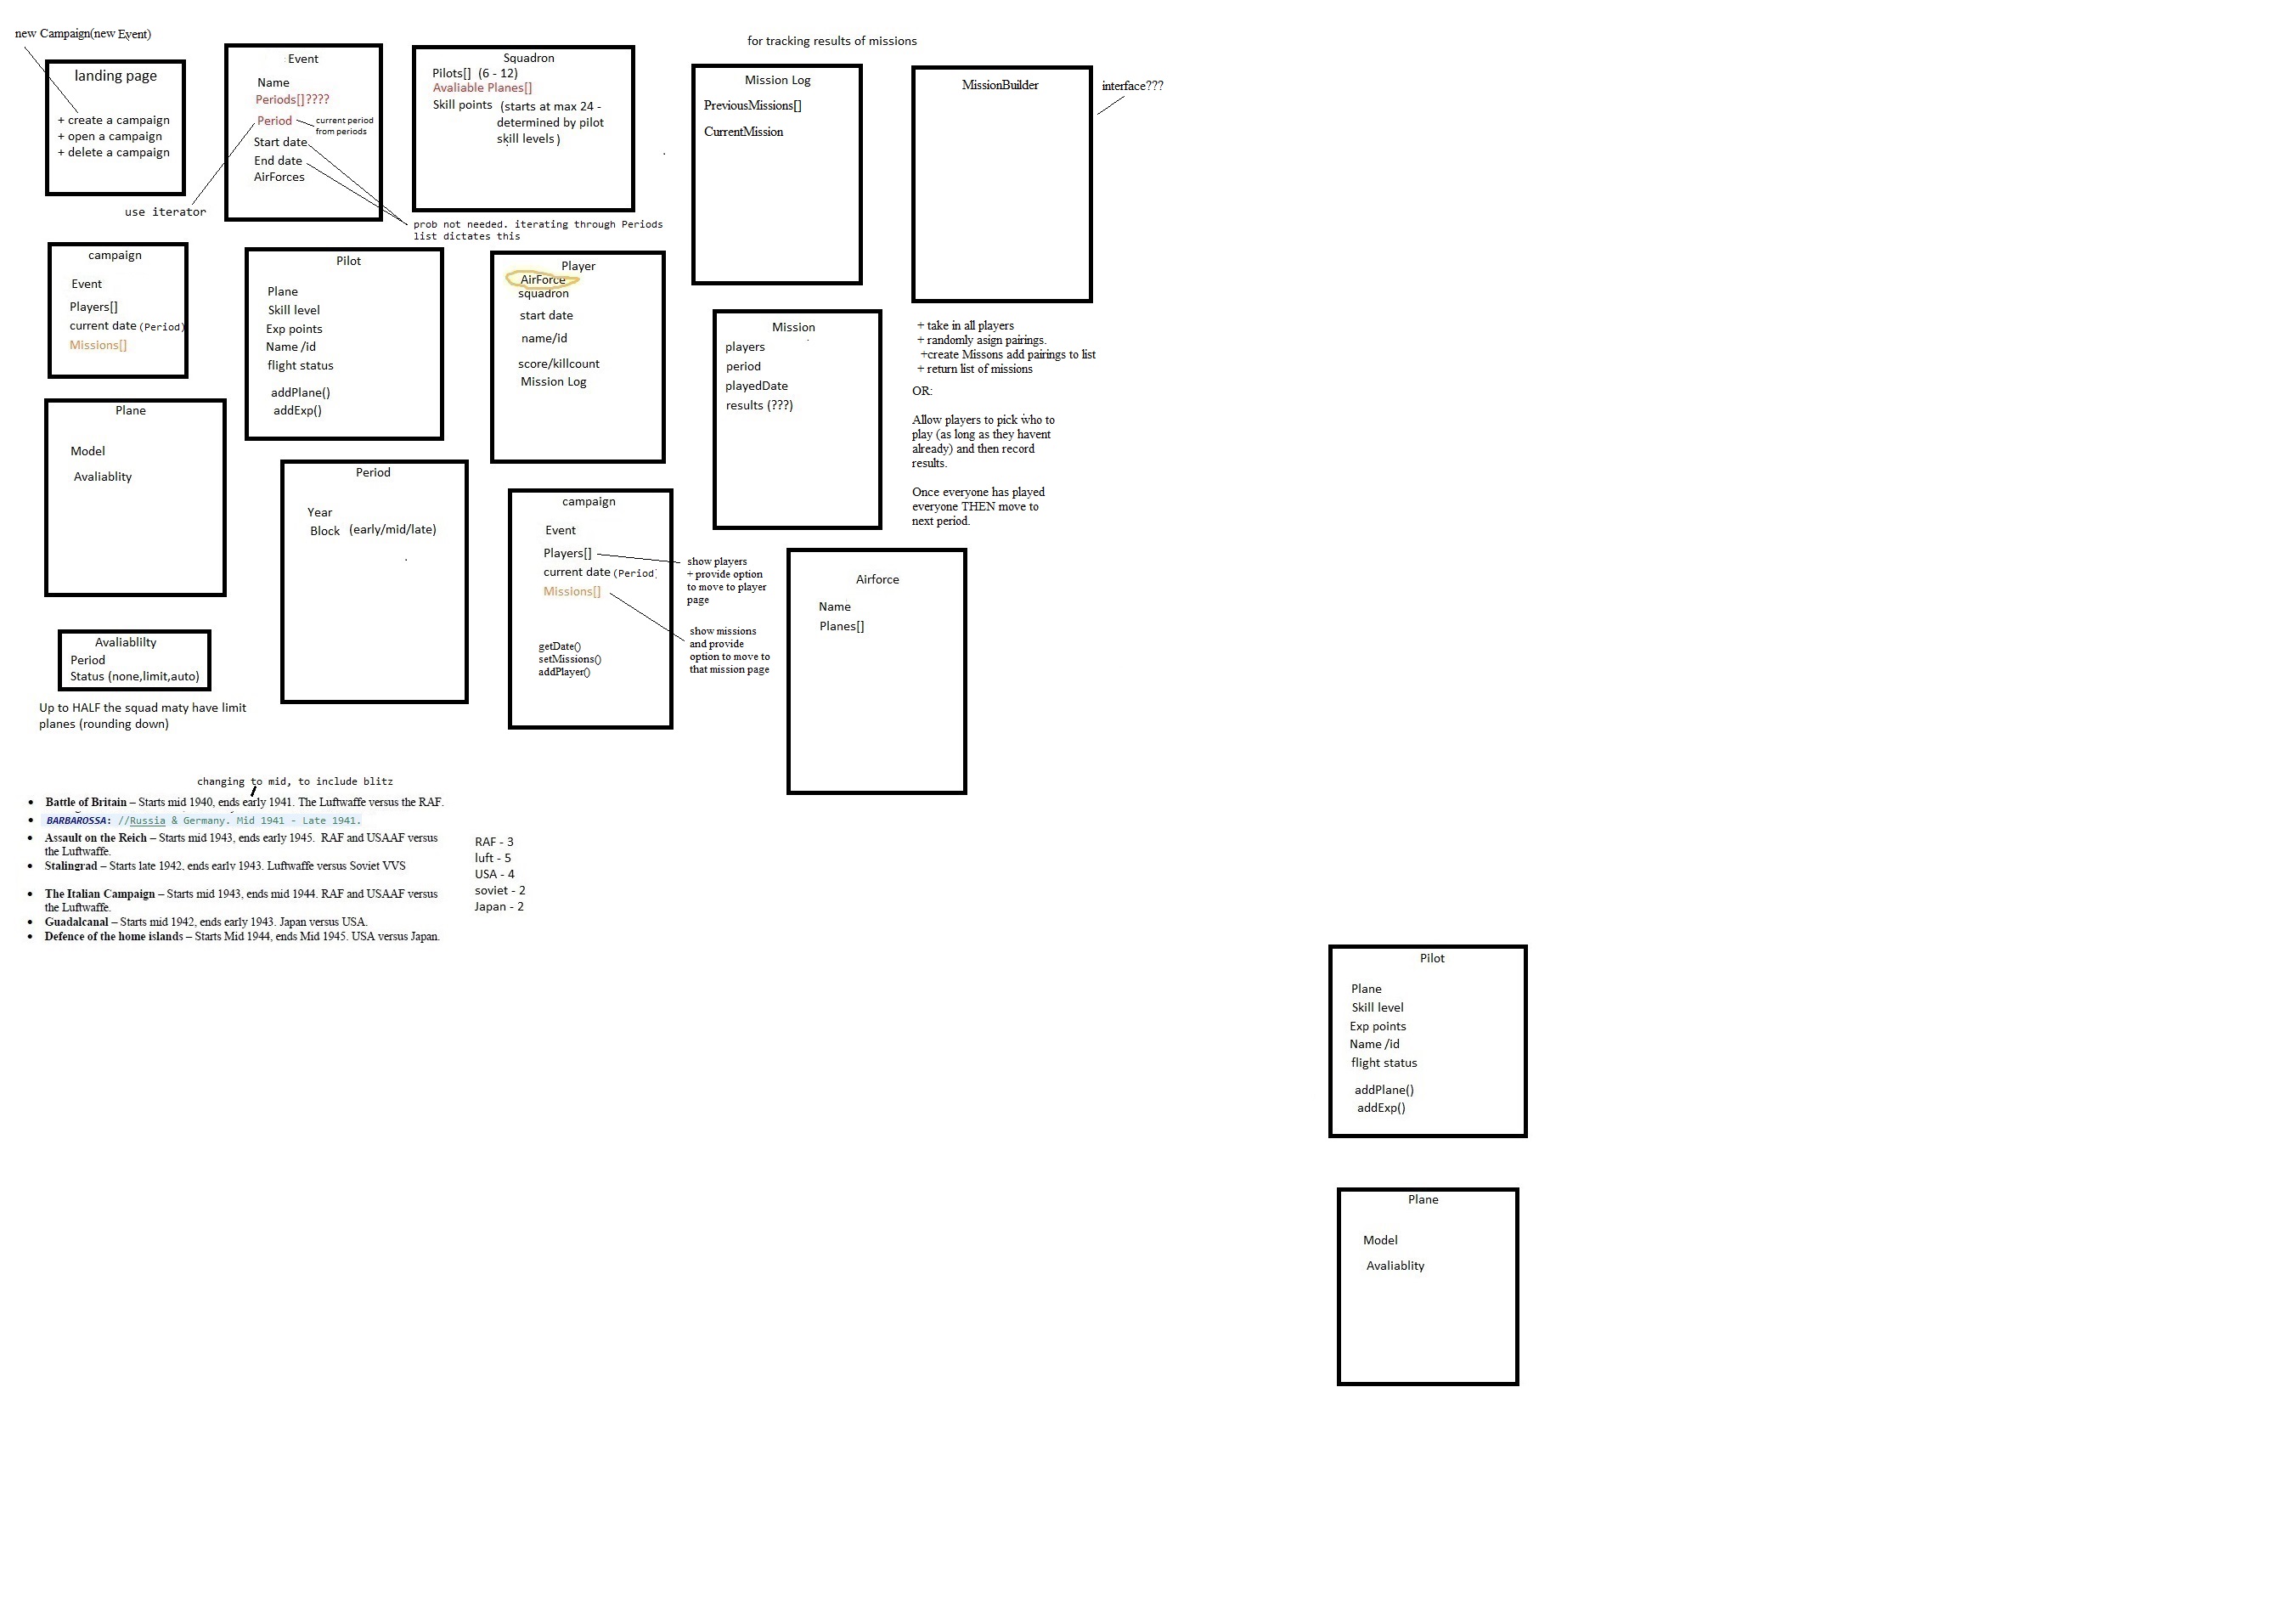 new Campaign(new Event)
landing page
+ create a campaign
+ open a campaign
+ delete a campaign
use iterator
Event
Name
Periods[]????
Period
current period
from periods
Start date
End date
AirForces
prob not needed. iterating through Periods
list dictates this
Squadron
Pilots[] (6 - 12)
Avaliable Planes[]
Skill points (starts at max 24 -
determined by pilot
skill levels)
for tracking results of missions
Mission Log
PreviousMissions[]
CurrentMission
MissionBuilder
interface???
+ take in all players
+ randomly asign pairings.
+create Missons add pairings to list
+ return list of missions
OR:
Allow players to pick who to
play (as long as they havent
already) and then record
results.
Once everyone has played
everyone THEN move to
next period.
campaign
Event
Players[]
current date (Period)
Missions[]
Pilot
Plane
Skill level
Exp points
Name /id
flight status
addPlane()
addExp()
Player
AirForce
squadron
start date
name/id
score/killcount
Mission Log
Mission
players
period
playedDate
results (???)
Plane
Model
Avaliablity
Period
Year
Block (early/mid/late)
campaign
Event
Players[]
current date (Period
Missions[]
getDate()
setMissions()
addPlayer()
show players
+ provide option
to move to player
page
show missions
and provide
option to move to
that mission page
Airforce
Name
Planes[]
Avaliablilty
Period
Status (none,limit,auto)
Up to HALF the squad maty have limit
planes (rounding down)
changing to mid, to include blitz
• Battle of Britain – Starts mid 1940, ends early 1941. The Luftwaffe versus the RAF.
• BARBAROSSA: //Russia & Germany. Mid 1941 - Late 1941.
• Assault on the Reich – Starts mid 1943, ends early 1945. RAF and USAAF versus
the Luftwaffe.
• Stalingrad – Starts late 1942, ends early 1943. Luftwaffe versus Soviet VVS
• The Italian Campaign – Starts mid 1943, ends mid 1944. RAF and USAAF versus
the Luftwaffe.
• Guadalcanal – Starts mid 1942, ends early 1943. Japan versus USA.
• Defence of the home islands – Starts Mid 1944, ends Mid 1945. USA versus Japan.
RAF - 3
luft - 5
USA - 4
soviet - 2
Japan - 2
Pilot
Plane
Skill level
Exp points
Name /id
flight status
addPlane()
addExp()
Plane
Model
Avaliablity